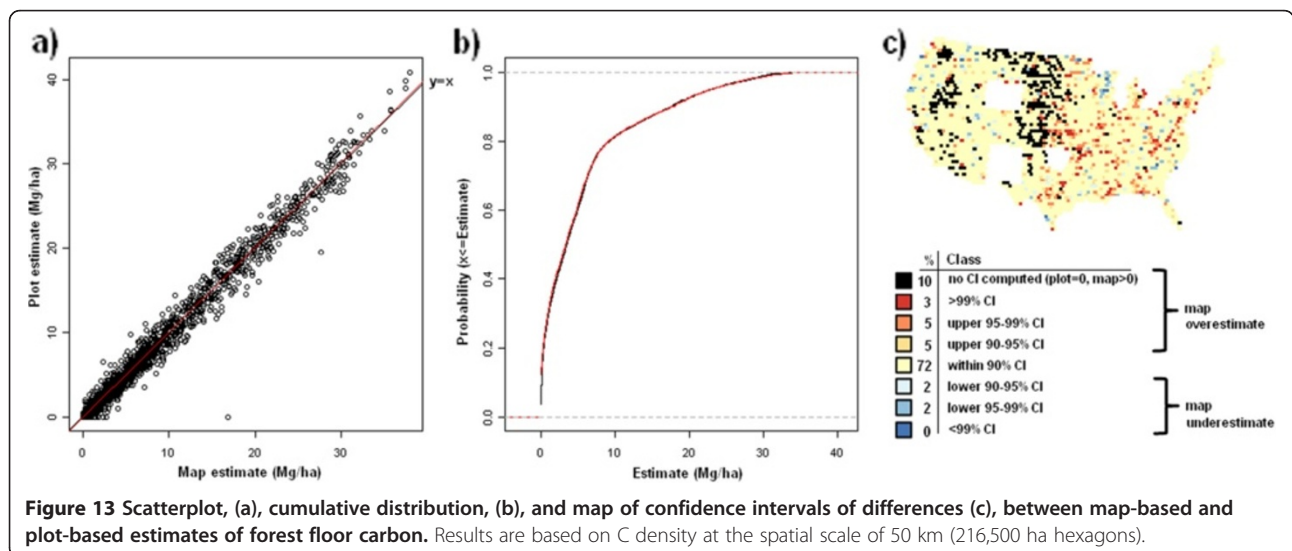 a)
40
30
20
10
0
Plot estimate (Mg/ha)
y=x
0 10 20 30
Map estimate (Mg/ha)
b)
1.0
0.8
0.6
0.4
0.2
0.0
Probability (x<=Estimate)
0 10 20 30 40
Estimate (Mg/ha)
c)
% Class
10 no CI computed (plot=0, map>0)
3 >99% CI
5 upper 95-99% CI
5 upper 90-95% CI
72 within 90% CI
2 lower 90-95% CI
2 lower 95-99% CI
0 <99% CI
map
overestimate
map
underestimate
Figure 13 Scatterplot, (a), cumulative distribution, (b), and map of confidence intervals of differences (c), between map-based and
plot-based estimates of forest floor carbon. Results are based on C density at the spatial scale of 50 km (216,500 ha hexagons).